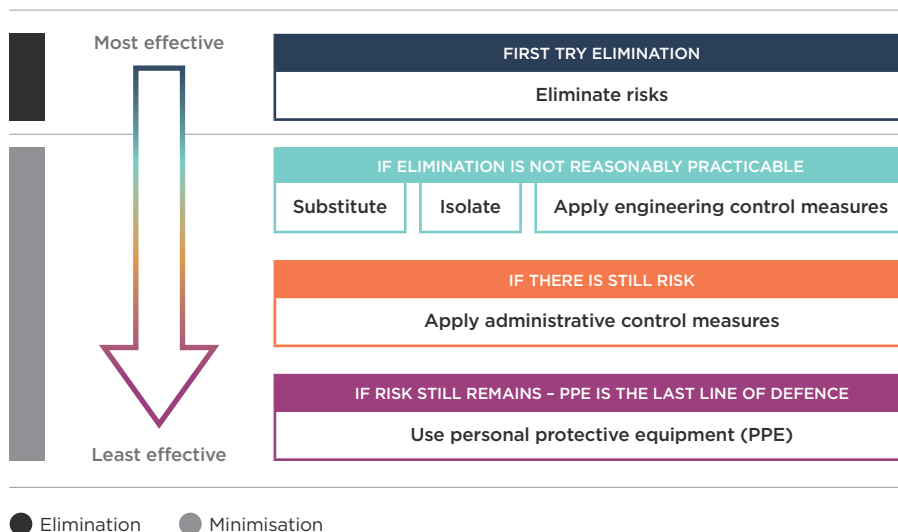 Most effective
FIRST TRY ELIMINATION
Eliminate risks
IF ELIMINATION IS NOT REASONABLY PRACTICABLE
Substitute
Isolate
Apply engineering control measures
IF THERE IS STILL RISK
Apply administrative control measures
IF RISK STILL REMAINS – PPE IS THE LAST LINE OF DEFENCE
Use personal protective equipment (PPE)
Least effective
Elimination
Minimisation